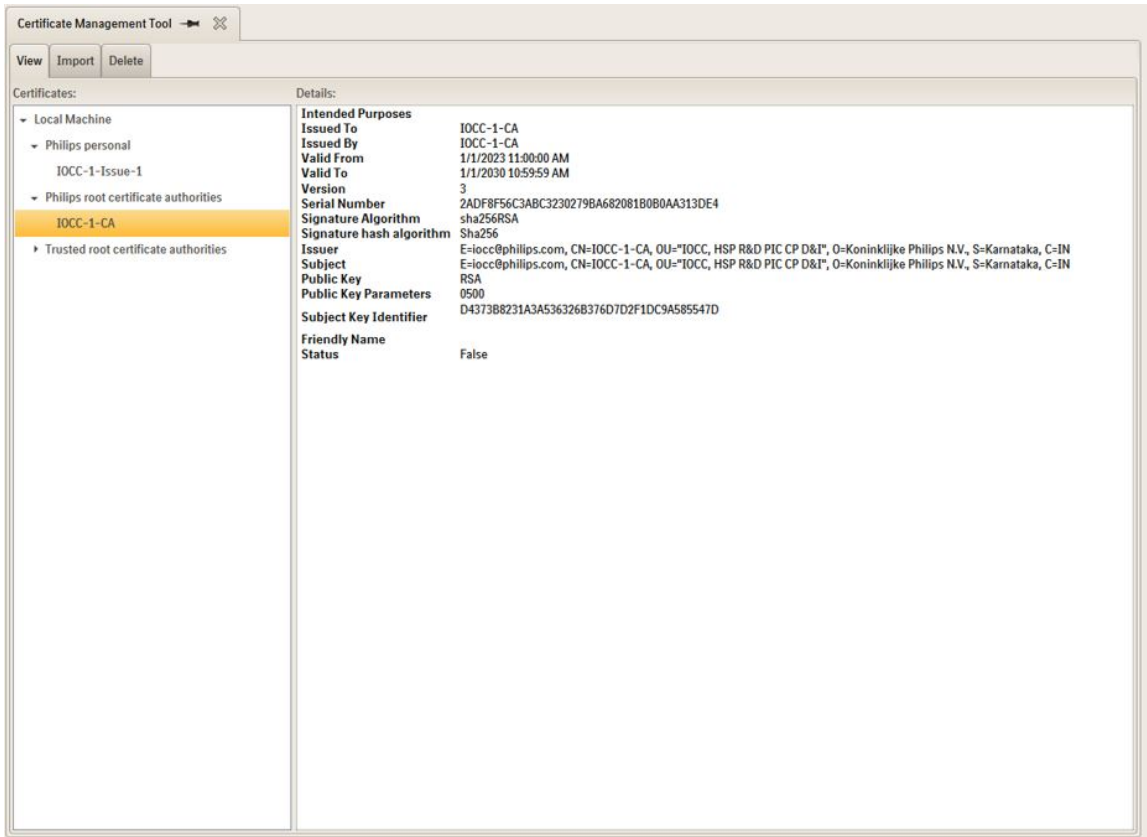 Certificate Management Tool
View Import Delete
Certificates:
Details:
Local Machine
Philips personal
IOCC-1-Issue-1
Philips root certificate authorities
IOCC-1-CA
Trusted root certificate authorities
Intended Purposes
Issued To IOCC-1-CA
Issued By IOCC-1-CA
Valid From 1/1/2023 11:00:00 AM
Valid To 1/1/2030 10:59:59 AM
Version 3
Serial Number 2ADF8F56C3ABC3230279BA682081B0B0AA313DE4
Signature Algorithm sha256RSA
Signature hash algorithm Sha256
Issuer E=iocc@philips.com, CN=IOCC-1-CA, OU="IOCC, HSP R&D PIC CP D&I", O=Koninklijke Philips N.V., S=Karnataka, C=IN
Subject E=iocc@philips.com, CN=IOCC-1-CA, OU="IOCC, HSP R&D PIC CP D&I", O=Koninklijke Philips N.V., S=Karnataka, C=IN
Public Key RSA
Public Key Parameters 0500
Subject Key Identifier D4373B8231A3A536326B376D7D2F1DC9A585547D
Friendly Name
Status False